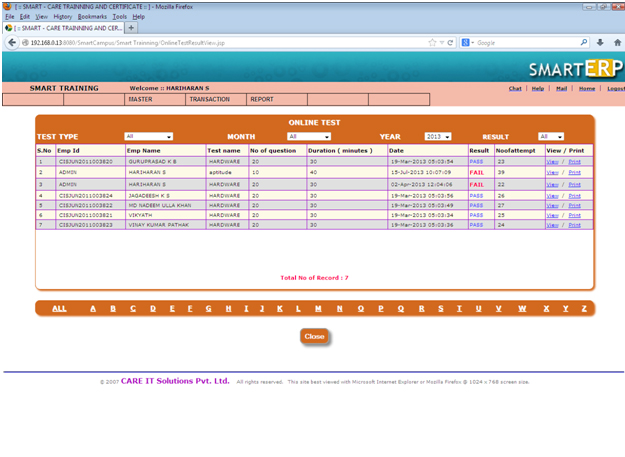 [ :: SMART - CARE TRAINNING AND CERTIFICATE :: ] - Mozilla Firefox
File Edit View History Bookmarks Tools Help
[ :: SMART - CARE TRAINNING AND CER...
192.168.0.13:8080/SmartCampus/Smart Trainning/OnlineTestResultView.jsp
Google
SMARTERP
SMART TRAINING Welcome :: HARIHARAN S Chat | Help | Mail | Home | Logout
MASTER TRANSACTION REPORT
ONLINE TEST
TEST TYPE All MONTH All YEAR 2013 RESULT All
S.No Emp Id Emp Name Test name No of question Duration ( minutes ) Date Result Noofattempt View / Print
1 CISJUN2011003820 GURUPRASAD K B HARDWARE 20 30 19-Mar-2013 05:03:54 PASS 23 View / Print
2 ADMIN HARIHARAN S aptitude 10 40 15-Jul-2013 10:07:09 FAIL 39 View / Print
3 ADMIN HARIHARAN S HARDWARE 20 30 02-Apr-2013 12:04:06 FAIL 22 View / Print
4 CISJUN2011003824 JAGADEESH K S HARDWARE 20 30 19-Mar-2013 05:03:56 PASS 26 View / Print
5 CISJUN2011003822 MD NADEEM ULLA KHAN HARDWARE 20 30 19-Mar-2013 05:03:49 PASS 27 View / Print
6 CISJUN2011003821 VIKYATH HARDWARE 20 30 19-Mar-2013 05:03:34 PASS 25 View / Print
7 CISJUN2011003823 VINAY KUMAR PATHAK HARDWARE 20 30 19-Mar-2013 05:03:36 PASS 24 View / Print
Total No of Record : 7
ALL A B C D E F G H I J K L M N O P Q R S T U V W X Y Z
Close
© 2007 CARE IT Solutions Pvt. Ltd. All rights reserved. This site best viewed with Microsoft Internet Explorer or Mozilla Firefox @ 1024 x 768 screen size.